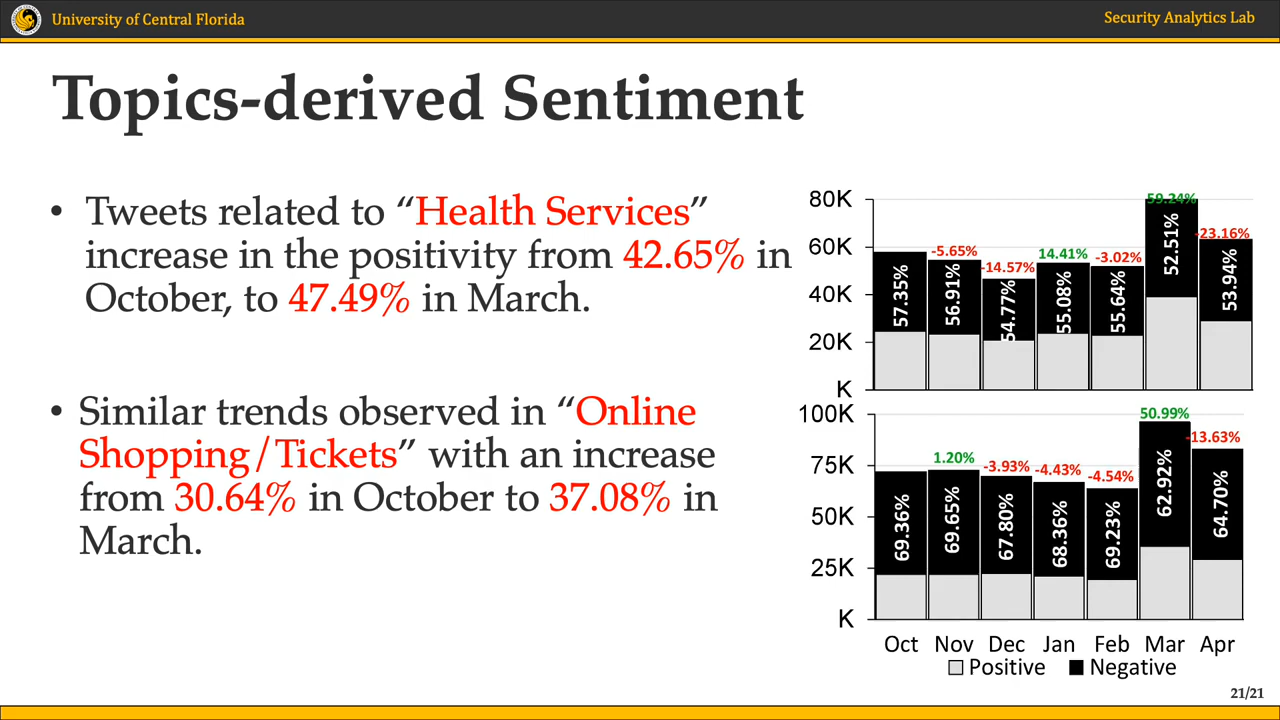 University of Central Florida
Security Analytics Lab
Topics-derived Sentiment
• Tweets related to “Health Services”
increase in the positivity from 42.65% in
October, to 47.49% in March.
• Similar trends observed in “Online
Shopping/Tickets” with an increase
from 30.64% in October to 37.08% in
March.
80K
60K
40K
20K
K
-5.65%
-14.57%
14.41%
-3.02%
59.24%
-23.16%
57.35%
56.91%
54.77%
55.08%
55.64%
52.51%
53.94%
100K
75K
50K
25K
K
1.20%
-3.93%
-4.43%
-4.54%
50.99%
-13.63%
69.36%
69.65%
67.80%
68.36%
69.23%
62.92%
64.70%
Oct Nov Dec Jan Feb Mar Apr
Positive Negative
21/21